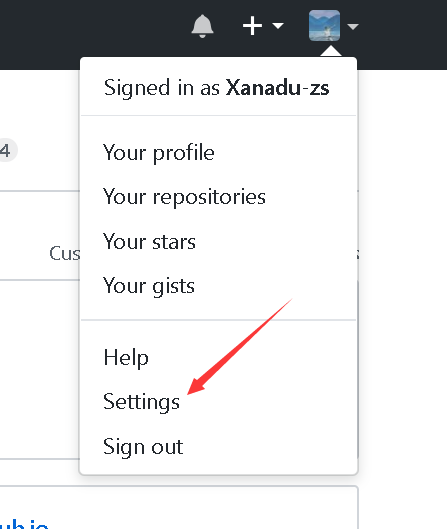 Signed in as Xanadu-zs
4
Your profile
Your repositories
Your stars
Cus
s
Your gists
Help
Settings
Sign out
ub.io